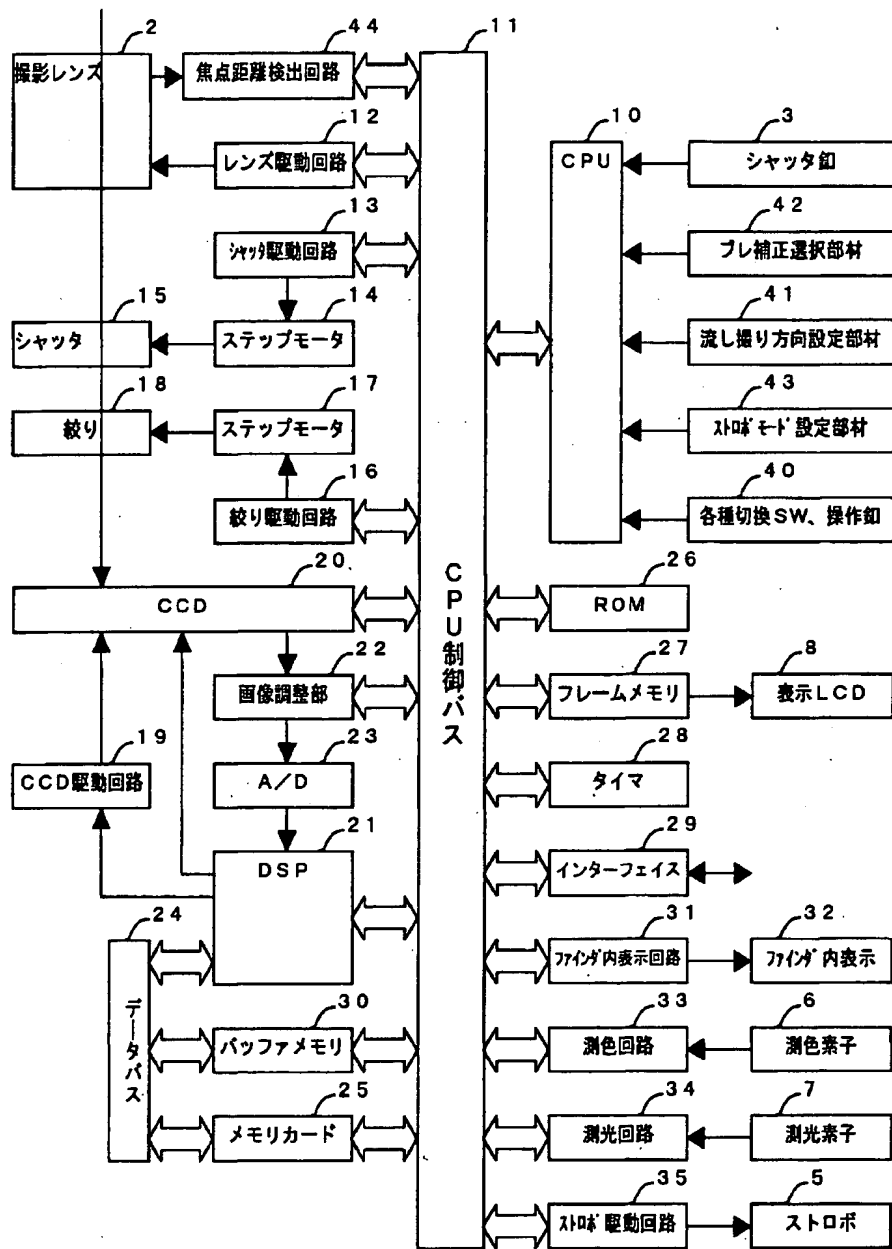 2
44
11
撮影レンズ
焦点距離検出回路
10
3
12
CPU
シャッタ釦
レンズ駆動回路
13
42
シャッタ駆動回路
ブレ補正選択部材
15
14
41
シャッタ
ステップモータ
流し撮り方向設定部材
18
17
43
絞り
ステップモータ
ストロボモード設定部材
16
40
絞り駆動回路
各種切換SW、操作釦
20
26
CCD
CPU制御バス
ROM
22
27
8
画像調整部
フレームメモリ
表示LCD
19
23
28
CCD駆動回路
A/D
タイマ
21
29
DSP
インターフェイス
24
31
32
データバス
ファインダ内表示回路
ファインダ内表示
30
33
6
バッファメモリ
測色回路
測色素子
25
34
7
メモリカード
測光回路
測光素子
35
5
ストロボ駆動回路
ストロボ